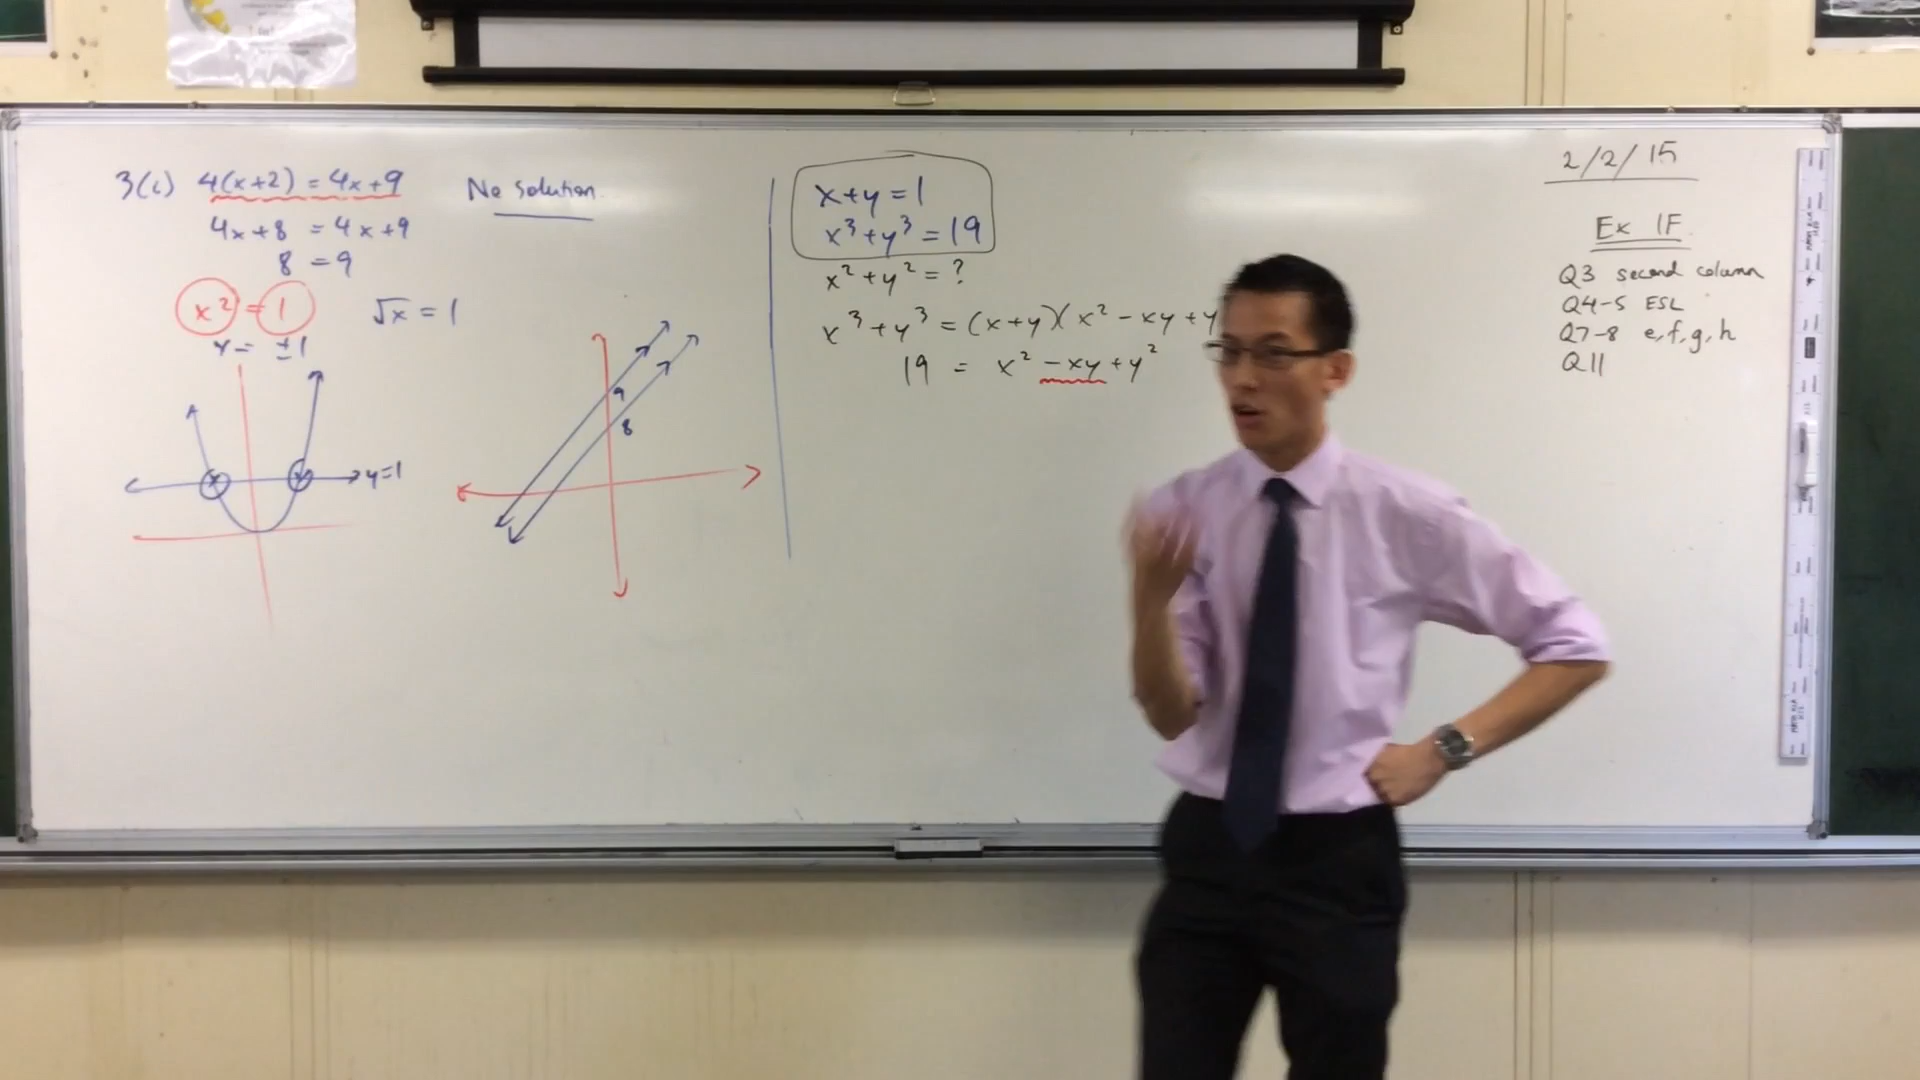 3(c) 4(x+2) = 4x+9
No solution.
4x+8 = 4x+9
8 = 9
x² = 1
√x = 1
x = ±1
y=1
9
8
x+y = 1
x³+y³ = 19
x²+y² = ?
x³+y³ = (x+y)(x² - xy + y
19 = x² - xy + y²
2/2/15
Ex 1F
Q3 second column
Q4-5 ESL
Q7-8 e,f,g,h
Q11